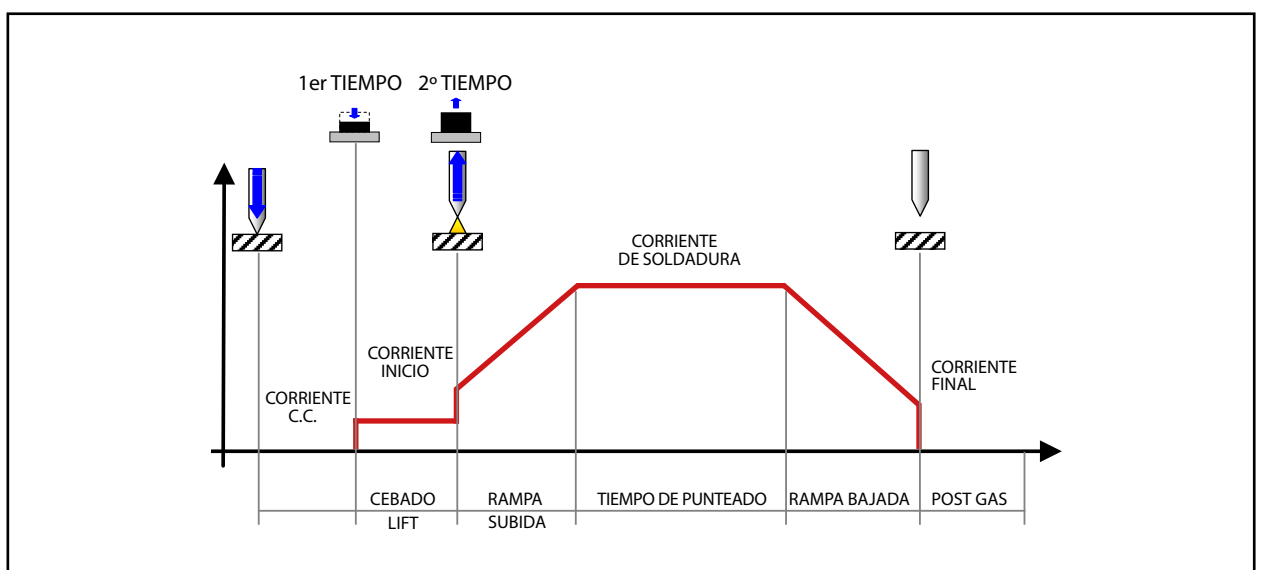 1er TIEMPO 2º TIEMPO
CORRIENTE
DE SOLDADURA
CORRIENTE
INICIO
CORRIENTE
FINAL
CORRIENTE
C.C.
CEBADO
LIFT
RAMPA
SUBIDA
TIEMPO DE PUNTEADO
RAMPA BAJADA
POST GAS